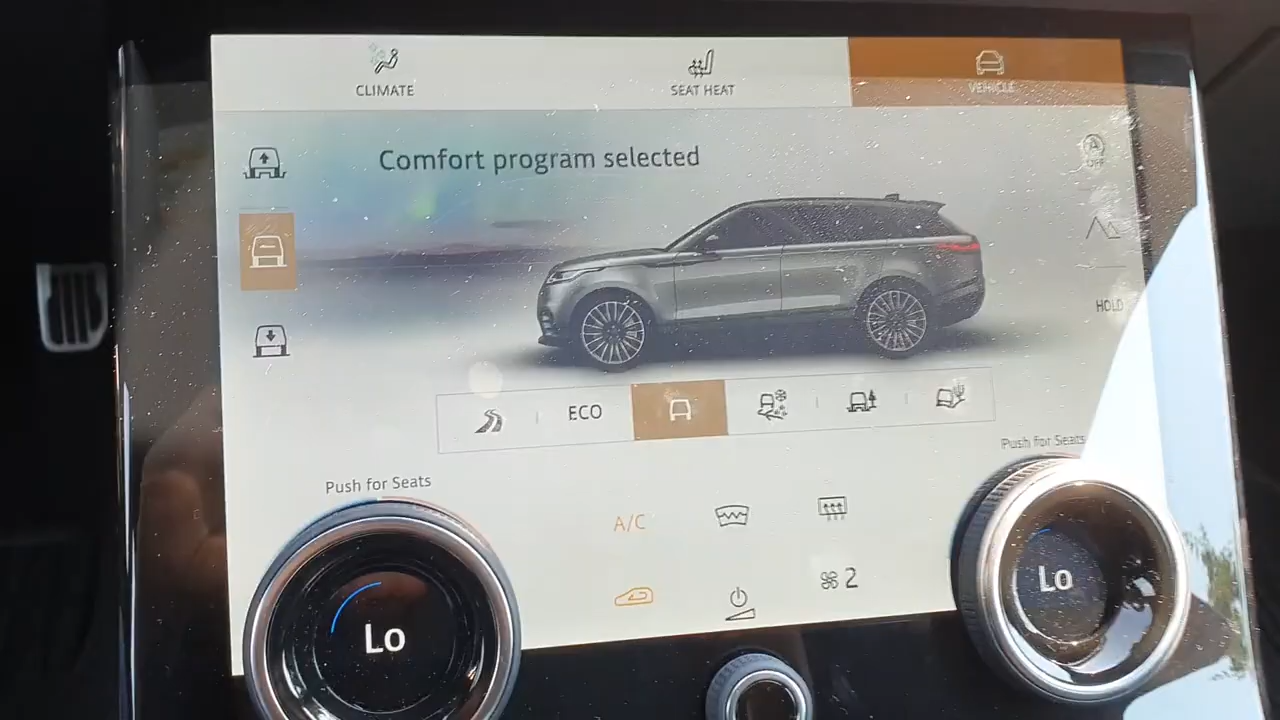 CLIMATE
SEAT HEAT
VEHICLE
Comfort program selected
OFF
HOLD
ECO
Push for Seats
Push for Seats
A/C
2
Lo
Lo